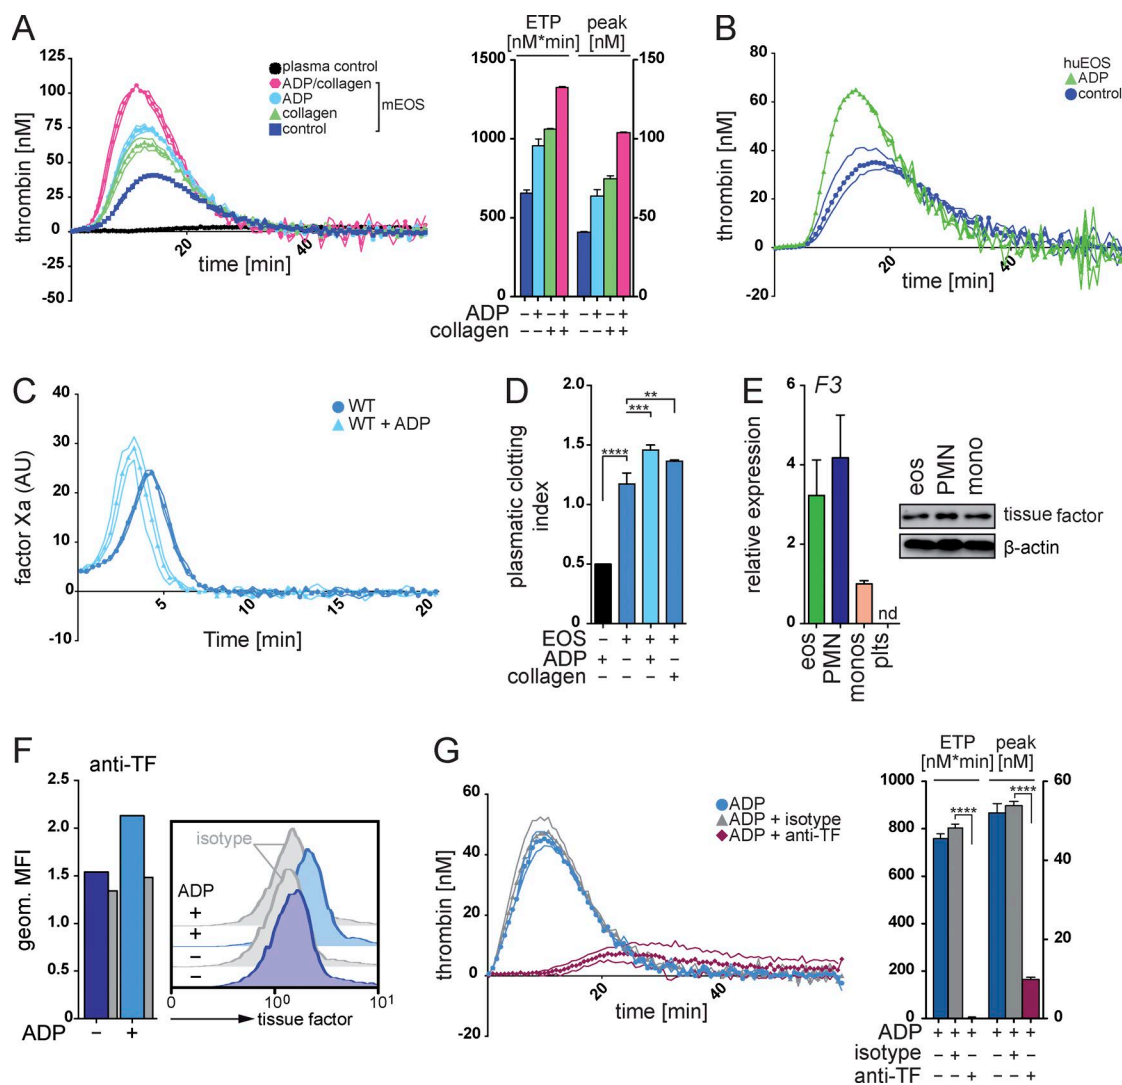 A
thrombin [nM]
125
100
75
50
25
0
-25
-50
20
40
time [min]
plasma control
ADP/collagen
ADP
collagen
control
mEOS
ETP
[nM*min]
peak
[nM]
1500
1000
500
0
150
100
50
0
ADP – + – + – + – +
collagen – – + + – – + +
B
thrombin [nM]
80
60
40
20
0
-20
20
40
time [min]
huEOS
ADP
control
C
factor Xa (AU)
40
30
20
10
0
-10
5
10
15
20
Time [min]
WT
WT + ADP
D
plasmatic clotting
index
2.0
1.5
1.0
0.5
0
****
***
**
EOS – + + +
ADP + – + –
collagen – – – +
E
F3
relative expression
6
4
2
0
nd
eos
PMN
monos
plts
eos
PMN
mono
tissue factor
β-actin
F
anti-TF
geom. MFI
2.5
2.0
1.5
1.0
0.5
0
ADP – +
isotype
ADP
+
+
–
–
0
10⁰
10¹
tissue factor
G
thrombin [nM]
60
40
20
0
-20
20
40
time [min]
ADP
ADP + isotype
ADP + anti-TF
ETP
[nM*min]
peak
[nM]
1000
800
600
400
200
0
60
40
20
0
****
****
ADP + + + + + +
isotype – + – – + –
anti-TF – – + – – +